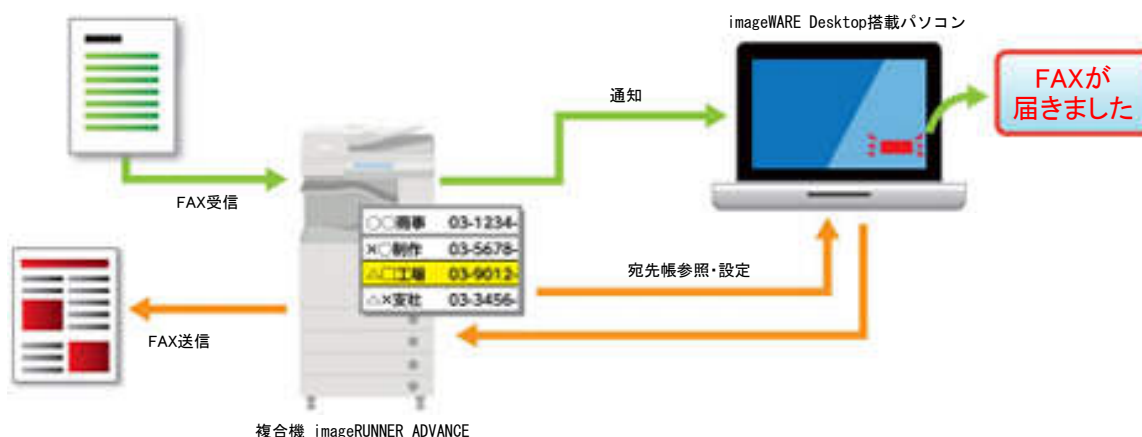 imageWARE Desktop搭載パソコン
FAXが
届きました
通知
FAX受信
○○商事 03-1234-
×○制作 03-5678-
△□工場 03-9012-
△×支社 03-3456-
宛先帳参照・設定
FAX送信
複合機 imageRUNNER ADVANCE